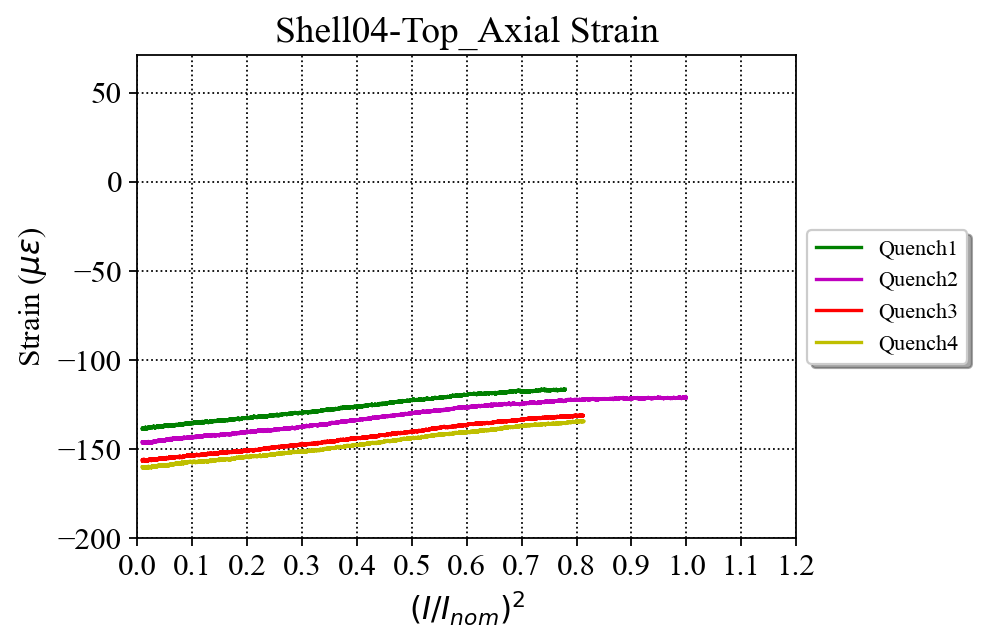 Shell04-Top_Axial Strain
Strain (με)
50
0
−50
−100
−150
−200
0.0 0.1 0.2 0.3 0.4 0.5 0.6 0.7 0.8 0.9 1.0 1.1 1.2
(I/I_{nom})^2
Quench1
Quench2
Quench3
Quench4